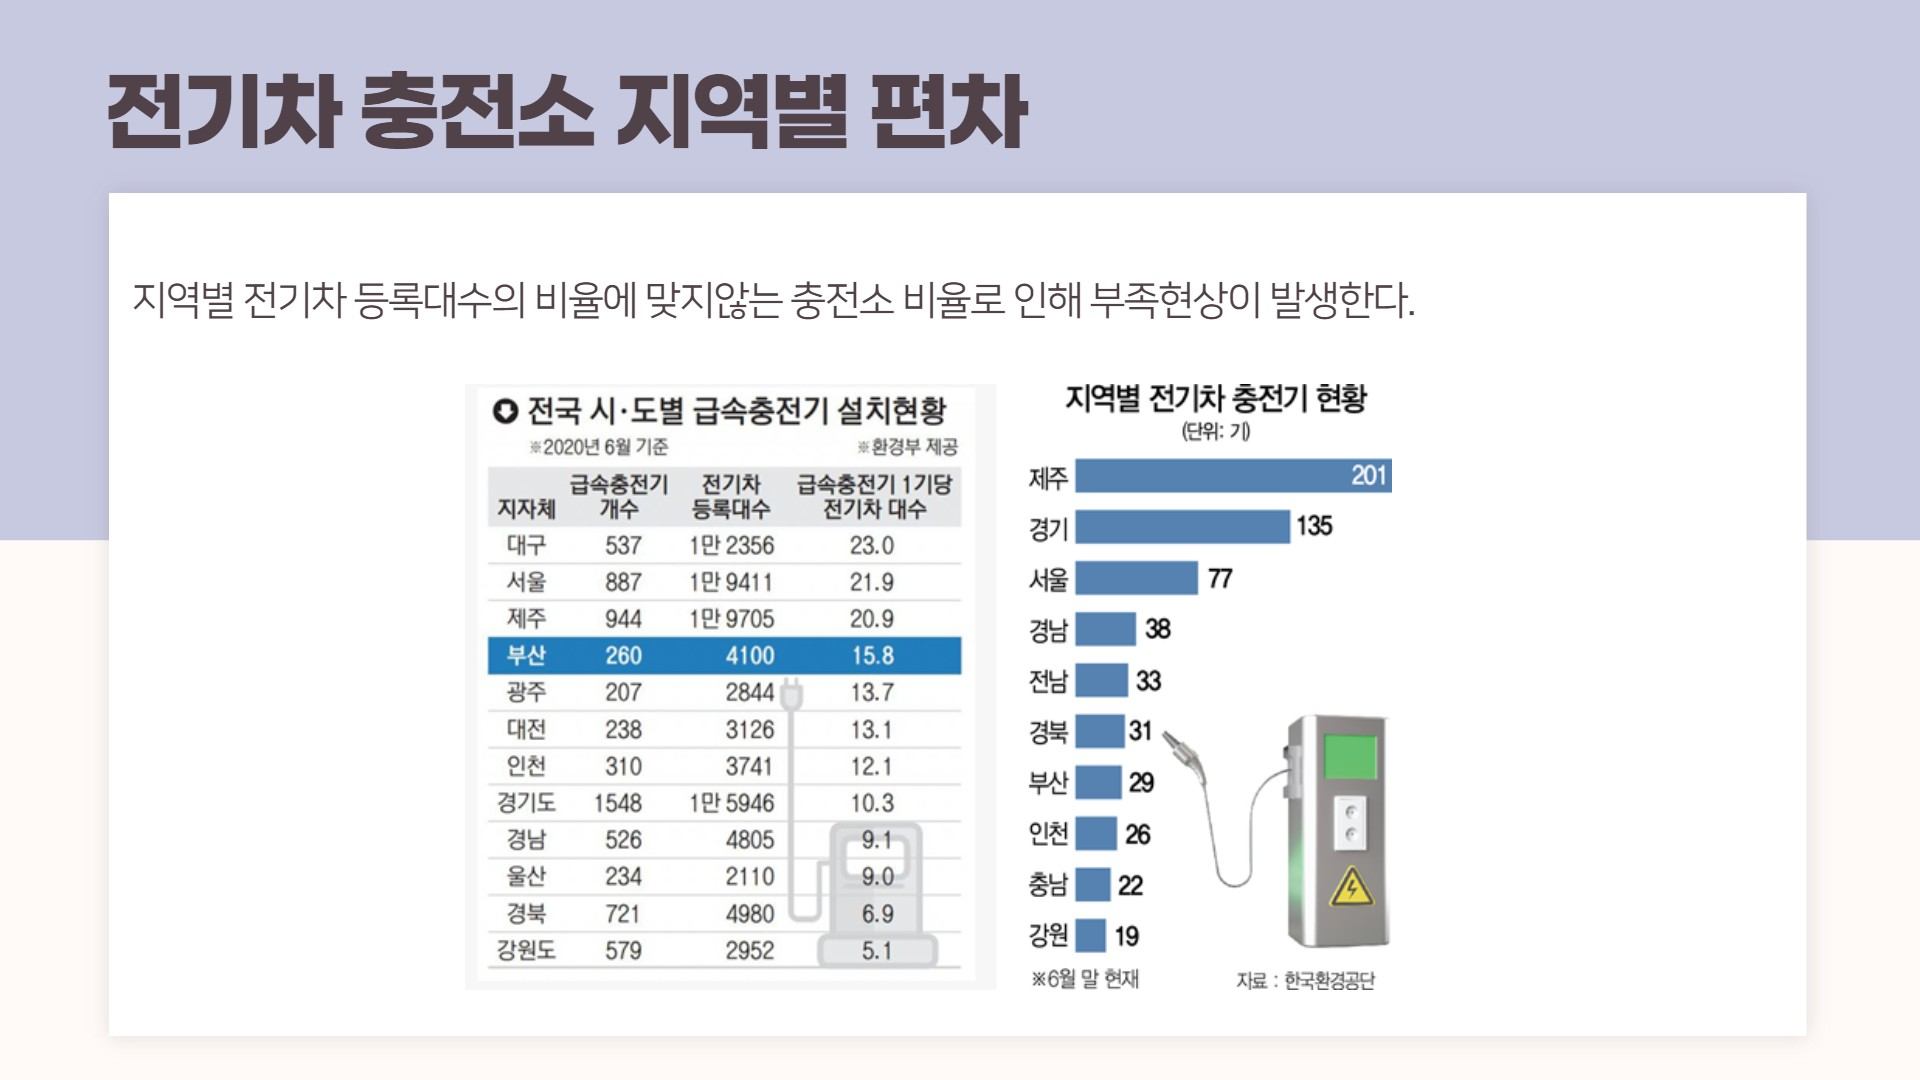 전기차 충전소 지역별 편차
지역별 전기차 등록대수의 비율에 맞지않는 충전소 비율로 인해 부족현상이 발생한다.
전국 시·도별 급속충전기 설치현황
※2020년 6월 기준 ※환경부 제공
지자체 급속충전기 개수 전기차 등록대수 급속충전기 1기당 전기차 대수
대구 537 1만 2356 23.0
서울 887 1만 9411 21.9
제주 944 1만 9705 20.9
부산 260 4100 15.8
광주 207 2844 13.7
대전 238 3126 13.1
인천 310 3741 12.1
경기도 1548 1만 5946 10.3
경남 526 4805 9.1
울산 234 2110 9.0
경북 721 4980 6.9
강원도 579 2952 5.1
지역별 전기차 충전기 현황
(단위: 기)
제주 201
경기 135
서울 77
경남 38
전남 33
경북 31
부산 29
인천 26
충남 22
강원 19
※6월 말 현재 자료 : 한국환경공단